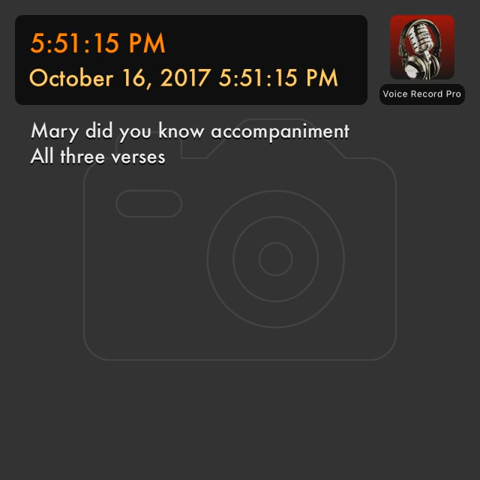 5:51:15 PM
October 16, 2017 5:51:15 PM
Voice Record Pro
Mary did you know accompaniment
All three verses